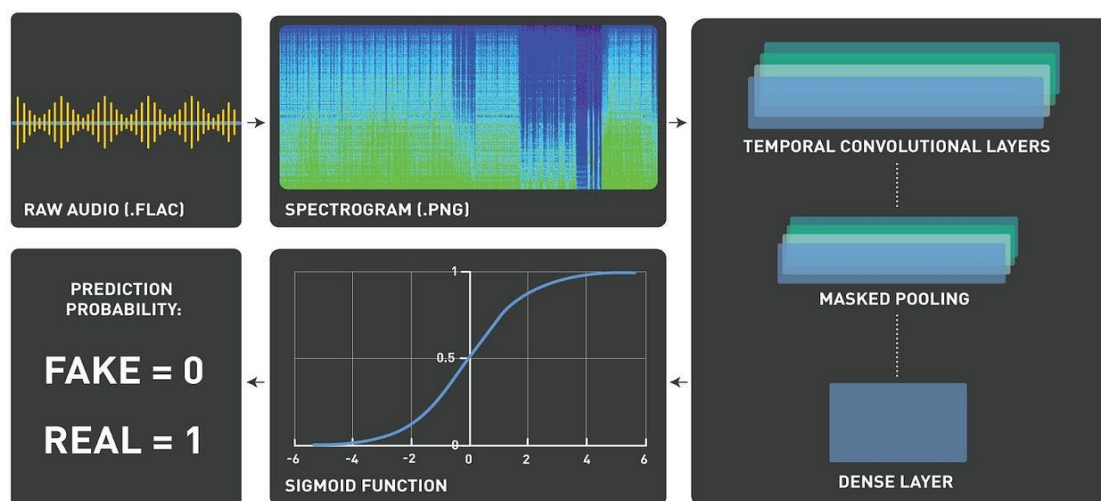 RAW AUDIO (.FLAC)
SPECTROGRAM (.PNG)
TEMPORAL CONVOLUTIONAL LAYERS
MASKED POOLING
DENSE LAYER
1
0.5
0
-6 -4 -2 0 2 4 6
SIGMOID FUNCTION
PREDICTION
PROBABILITY:
FAKE = 0
REAL = 1